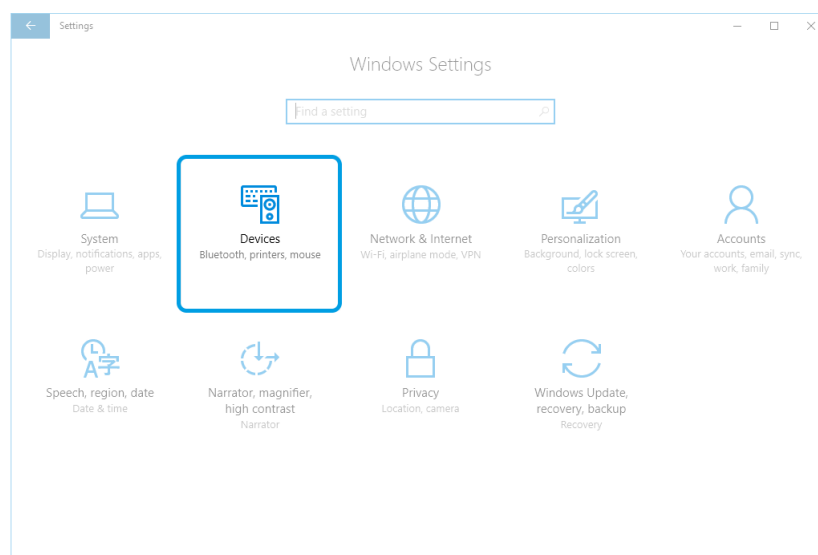 Settings
Windows Settings
Find a setting
System
Display, notifications, apps,
power
Devices
Bluetooth, printers, mouse
Network & Internet
Wi-Fi, airplane mode, VPN
Personalization
Background, lock screen,
colors
Accounts
Your accounts, email, sync,
work, family
A字
Speech, region, date
Date & time
Narrator, magnifier,
high contrast
Narrator
Privacy
Location, camera
Windows Update,
recovery, backup
Recovery